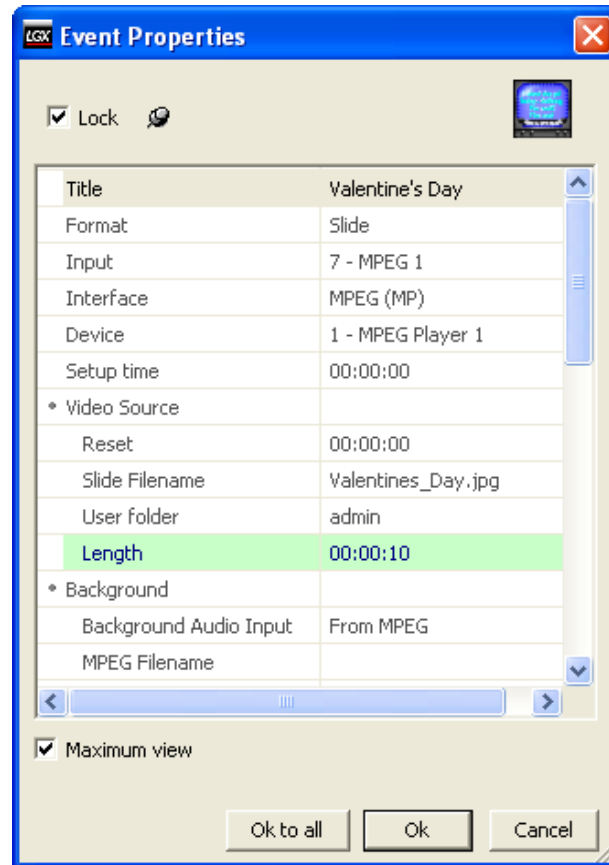 LGX Event Properties
Lock
Title Valentine's Day
Format Slide
Input 7 - MPEG 1
Interface MPEG (MP)
Device 1 - MPEG Player 1
Setup time 00:00:00
Video Source
Reset 00:00:00
Slide Filename Valentines_Day.jpg
User folder admin
Length 00:00:10
Background
Background Audio Input From MPEG
MPEG Filename
Maximum view
Ok to all Ok Cancel